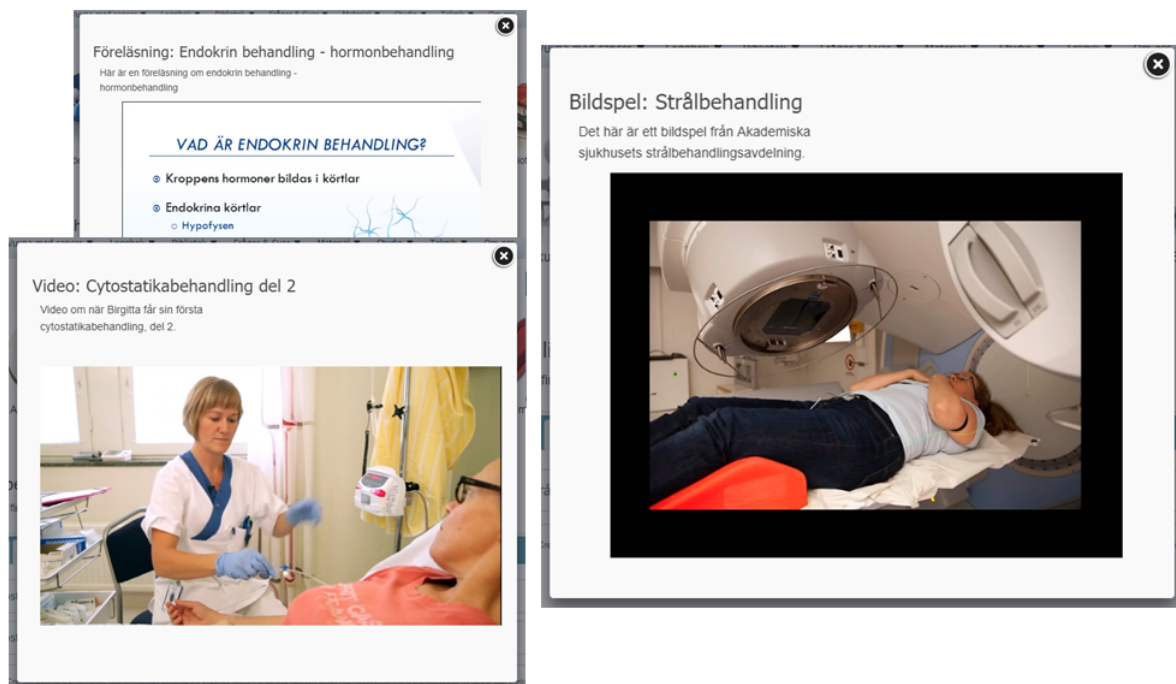 Föreläsning: Endokrin behandling - hormonbehandling
Här är en föreläsning om endokrin behandling -
hormonbehandling
VAD ÄR ENDOKRIN BEHANDLING?
Kroppens hormoner bildas i körtlar
Endokrina körtlar
Hypofysen
Video: Cytostatikabehandling del 2
Video om när Birgitta får sin första
cytostatikabehandling, del 2.
Bildspel: Strålbehandling
Det här är ett bildspel från Akademiska
sjukhusets strålbehandlingsavdelning.